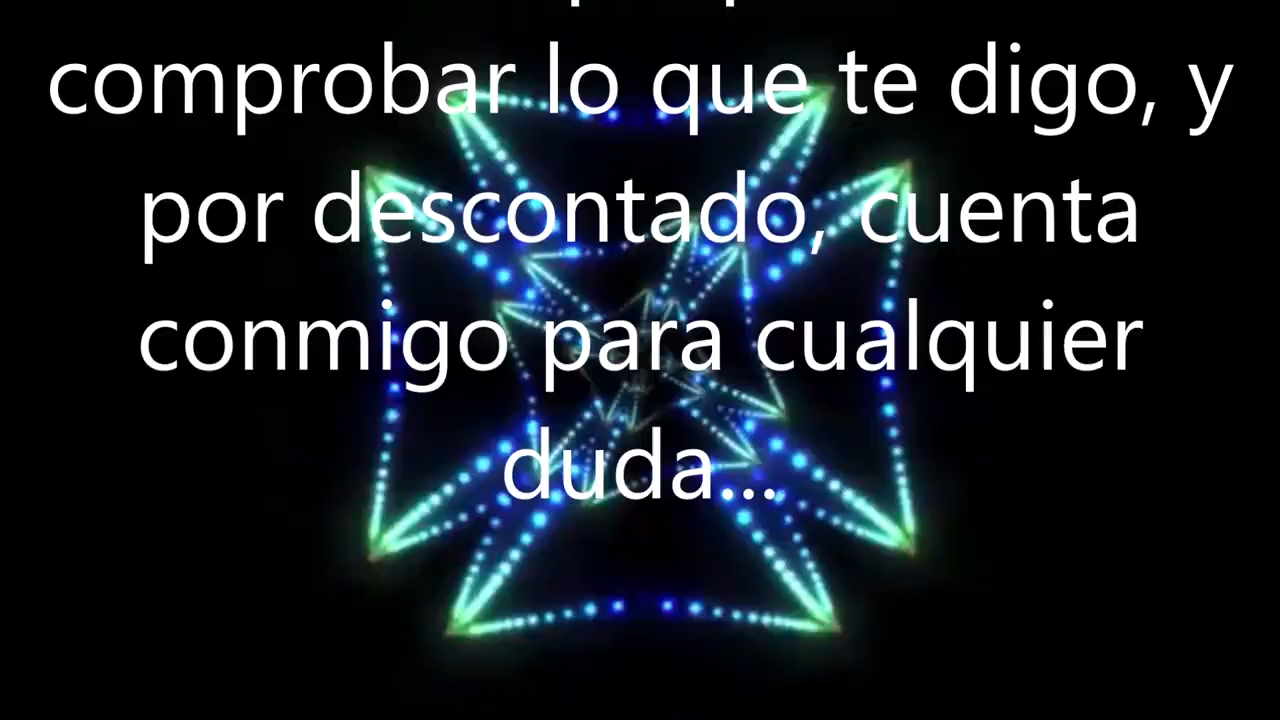 comprobar lo que te digo, y
por descontado, cuenta
conmigo para cualquier
duda...